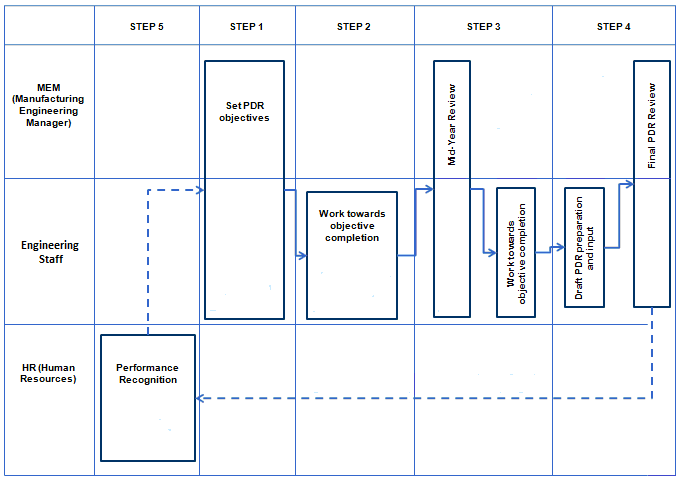 STEP 5
STEP 1
STEP 2
STEP 3
STEP 4
MEM
(Manufacturing
Engineering
Manager)
Set PDR
objectives
Mid-Year Review
Final PDR Review
Engineering
Staff
Work towards
objective
completion
Work towards
objective completion
Draft PDR preparation
and input
HR (Human
Resources)
Performance
Recognition